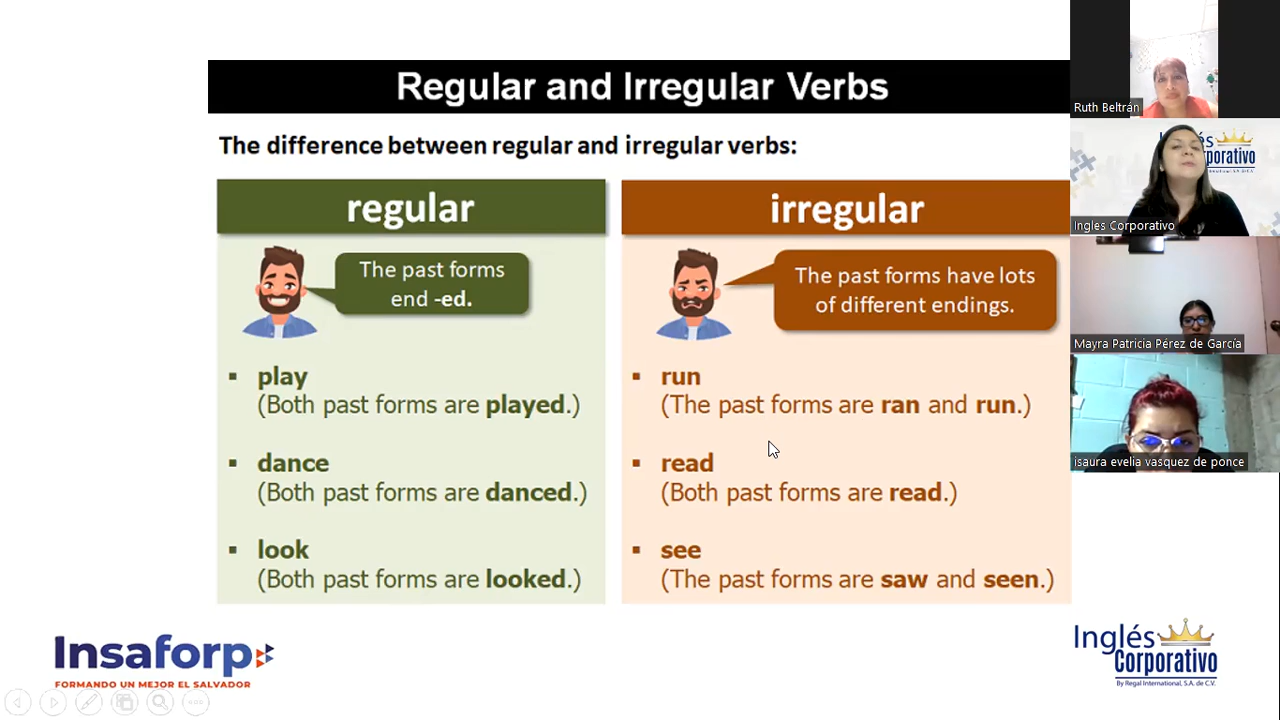 Regular and Irregular Verbs
The difference between regular and irregular verbs:
regular
The past forms
end -ed.
play
(Both past forms are played.)
dance
(Both past forms are danced.)
look
(Both past forms are looked.)
irregular
The past forms have lots
of different endings.
run
(The past forms are ran and run.)
read
(Both past forms are read.)
see
(The past forms are saw and seen.)
Insaforp
FORMANDO UN MEJOR EL SALVADOR
Inglés
Corporativo
By Regal International, S.A. de C.V.
Ruth Beltrán
Inglés
Ingles Corporativo
Mayra Patricia Pérez de García
isaura evelia vasquez de ponce